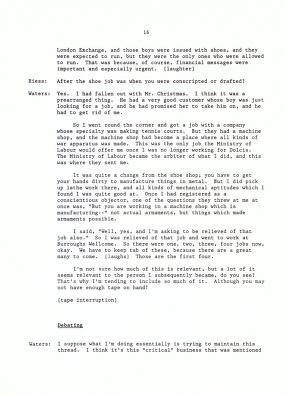 16
London Exchange, and those boys were issued with shoes, and they
were expected to run, but they were the only ones who were allowed
to run. That was because, of course, financial messages were
important and especially urgent. [laughter]
Riess: After the shoe job was when you were conscripted or drafted?
Waters: Yes. I had fallen out with Mr. Christmas. I think it was a
prearranged thing. He had a very good customer whose boy was just
looking for a job, and he had promised her to take him on, and he
had to get rid of me.
So I went round the corner and got a job with a company
whose specialty was making tennis courts. But they had a machine
shop, and the machine shop had become a place where all kinds of
war apparatus was made. This was the only job the Ministry of
Labour would offer me once I was no longer working for Dolcis.
The Ministry of Labour became the arbiter of what I did, and this
was where they sent me.
It was quite a change from the shoe shop; you have to get
your hands dirty to manufacture things in metal. But I did pick
up lathe work there, and all kinds of mechanical aptitudes which I
found I was quite good at. Once I had registered as a
conscientious objector, one of the questions they threw at me at
once was, "But you are working in a machine shop which is
manufacturing--" not actual armaments, but things which made
armaments possible.
I said, "Well, yes, and I'm asking to be relieved of that
job also." So I was relieved of that job and went to work at
Burroughs Wellcome. So there were one, two, three, four jobs now,
okay. We have to keep tab of these, because there are a great
many to come. [laughs] Those are the first four.
I'm not sure how much of this is relevant, but a lot of it
seems relevant to the person I subsequently became, do you see?
That's why I'm tending to include so much of it. Although you may
not have enough tape on hand!
[tape interruption]
Debating
Waters: I suppose what I'm doing essentially is trying to maintain this
thread. I think it's this "critical" business that was mentioned